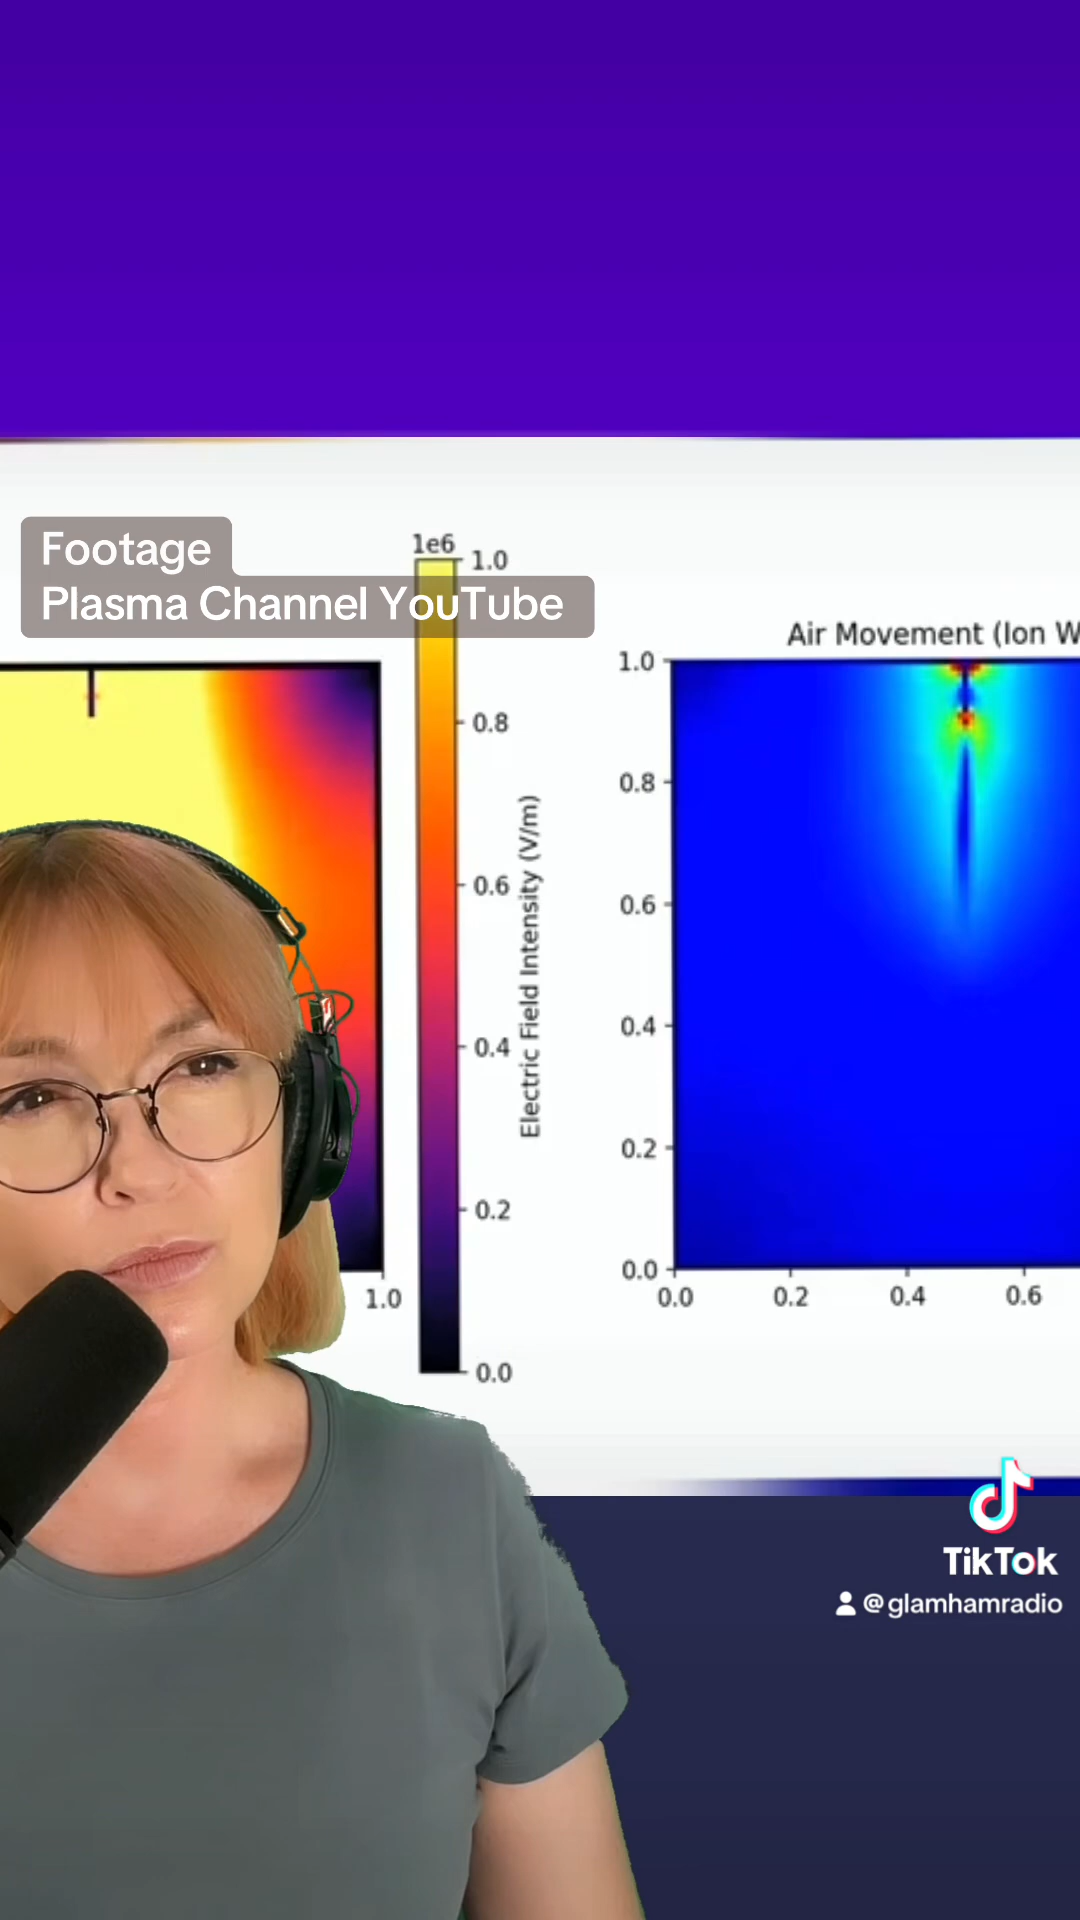 Footage
Plasma Channel YouTube
1e6
1.0
0.8
0.6
0.4
0.2
0.0
Electric Field Intensity (V/m)
1.0
Air Movement (Ion W
1.0
0.8
0.6
0.4
0.2
0.0
0.0
0.2
0.4
0.6
TikTok
@glamhamradio